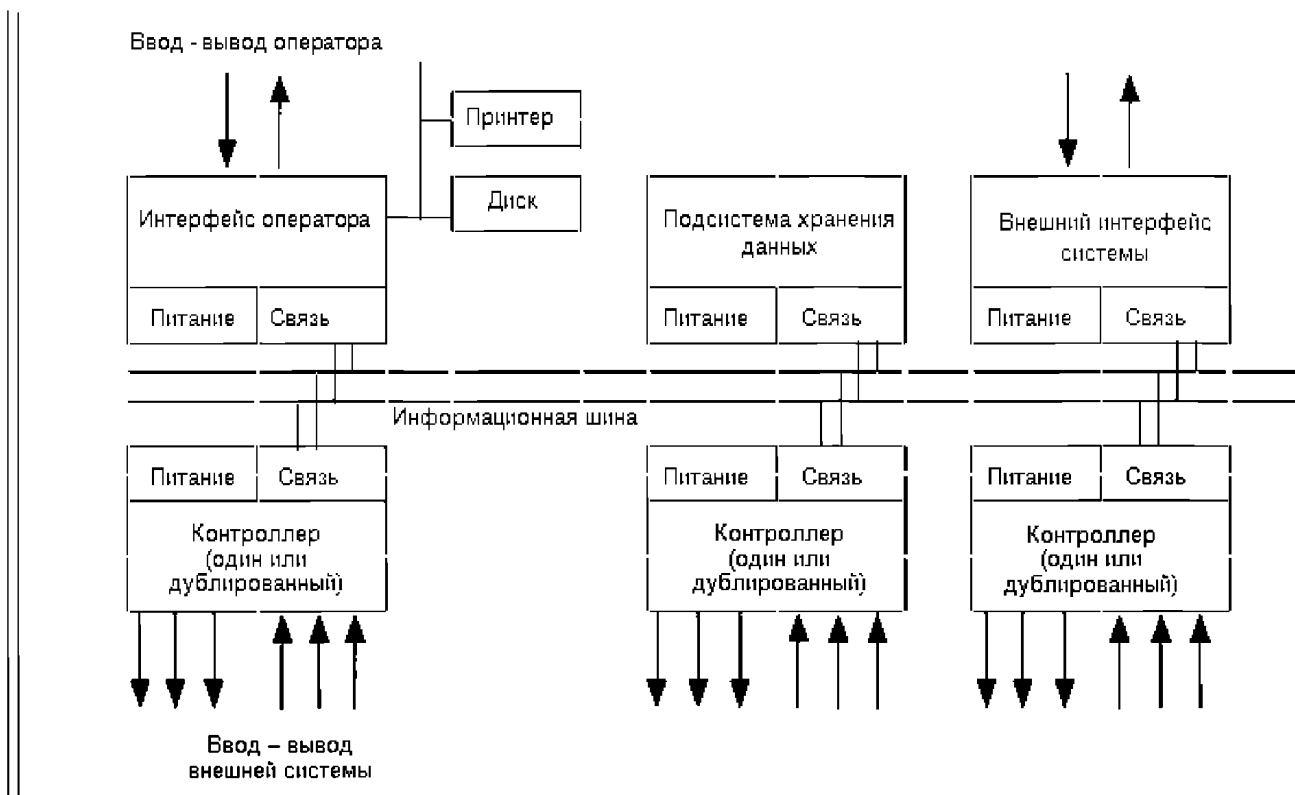 Ввод - вывод оператора
Принтер
Диск
Интерфейс оператора
Подсистема хранения
данных
Внешний интерфейс
системы
Питание
Связь
Питание
Связь
Питание
Связь
Информационная шина
Питание
Связь
Питание
Связь
Питание
Связь
Контроллер
(один или
дублированный)
Контроллер
(один или
дублированный)
Контроллер
(один или
дублированный)
Ввод – вывод
внешней системы